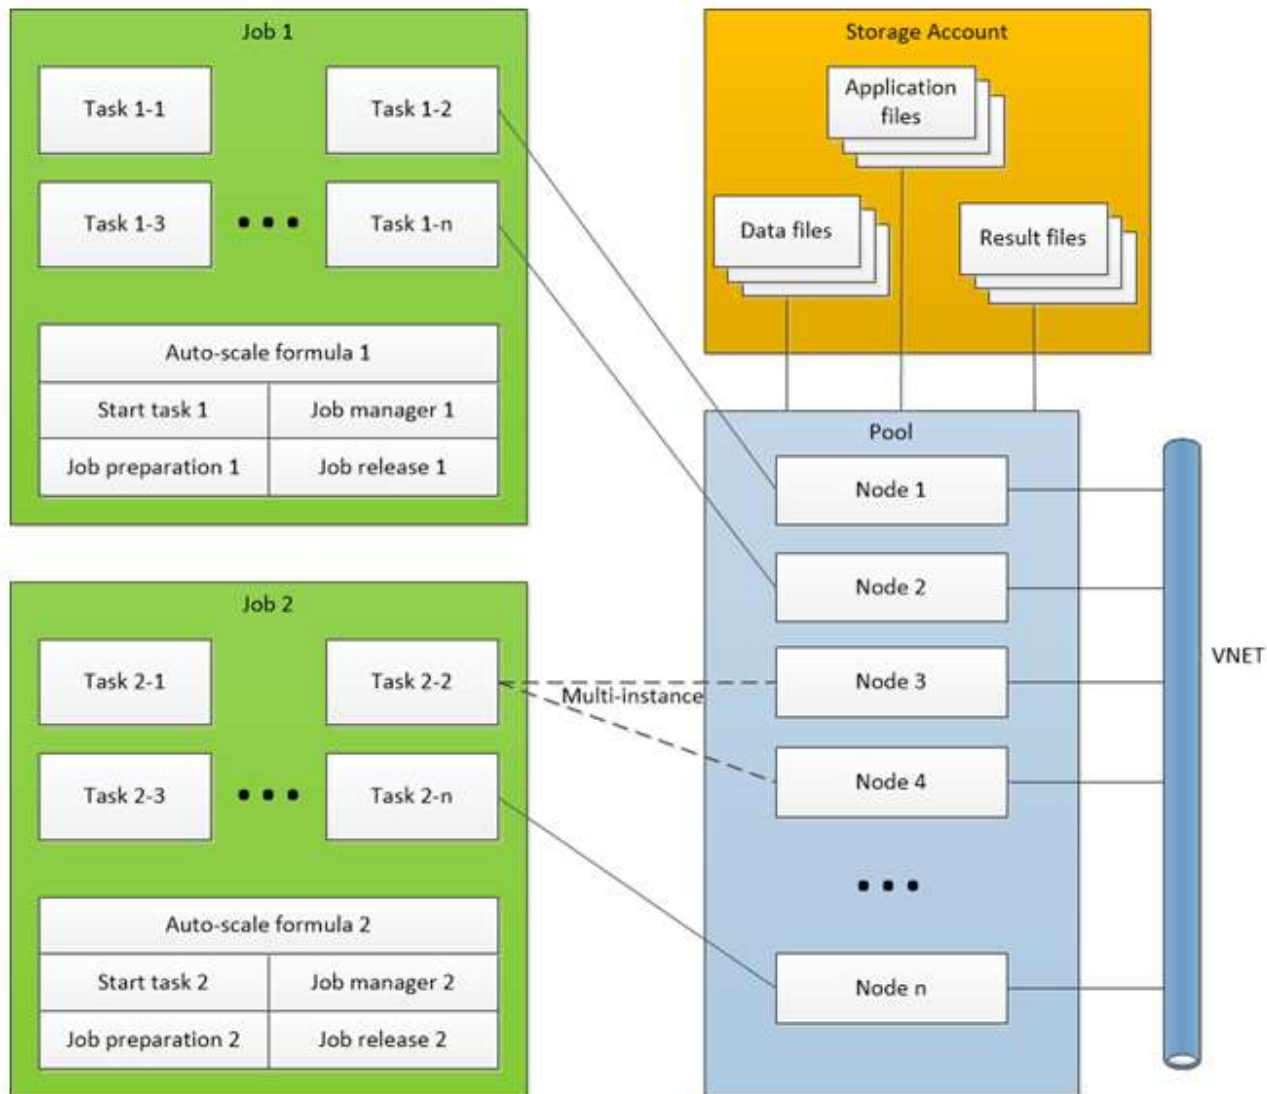 Job 1
Task 1-1
Task 1-2
Task 1-3
Task 1-n
Auto-scale formula 1
Start task 1
Job manager 1
Job preparation 1
Job release 1
Job 2
Task 2-1
Task 2-2
Task 2-3
Task 2-n
Auto-scale formula 2
Start task 2
Job manager 2
Job preparation 2
Job release 2
Multi-instance
Storage Account
Application
files
Data files
Result files
Pool
Node 1
Node 2
Node 3
Node 4
Node n
VNET